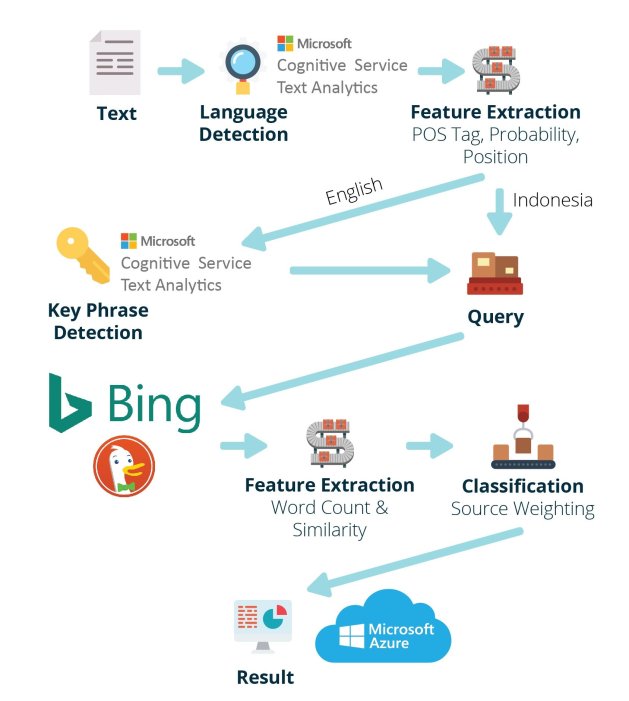 Microsoft
Cognitive Service
Text Analytics
Text
Language
Detection
Feature Extraction
POS Tag, Probability,
Position
English
Indonesia
Microsoft
Cognitive Service
Text Analytics
Key Phrase
Detection
Query
Bing
Feature Extraction
Word Count &
Similarity
Classification
Source Weighting
Microsoft
Azure
Result